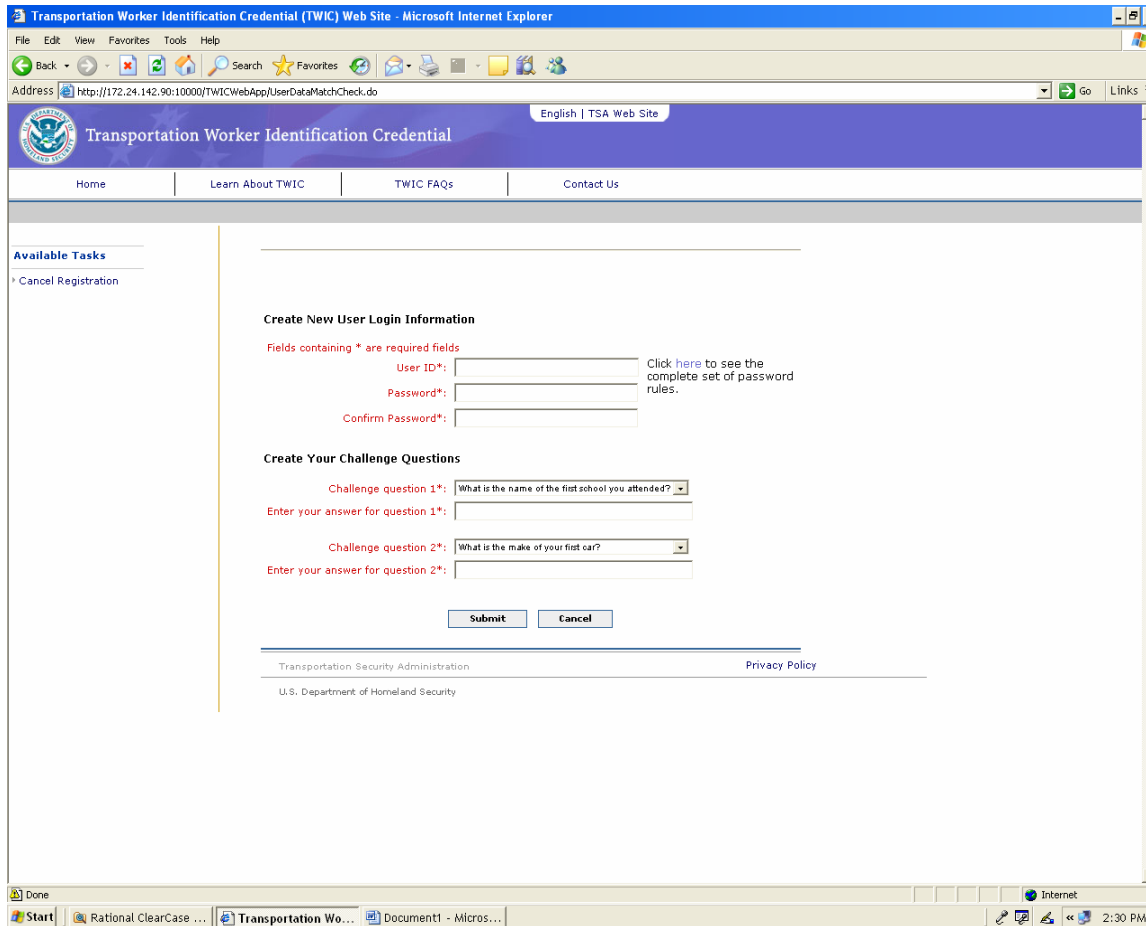 Transportation Worker Identification Credential (TWIC) Web Site - Microsoft Internet Explorer
File Edit View Favorites Tools Help
Back Search Favorites
Address http://172.24.142.90:10000/TWICWebApp/UserDataMatchCheck.do Go Links
U.S. DEPARTMENT OF HOMELAND SECURITY
English | TSA Web Site
Transportation Worker Identification Credential
Home Learn About TWIC TWIC FAQs Contact Us
Available Tasks
Cancel Registration
Create New User Login Information
Fields containing * are required fields
User ID*:
Click here to see the
complete set of password
rules.
Password*:
Confirm Password*:
Create Your Challenge Questions
Challenge question 1*: What is the name of the first school you attended?
Enter your answer for question 1*:
Challenge question 2*: What is the make of your first car?
Enter your answer for question 2*:
Submit Cancel
Transportation Security Administration Privacy Policy
U.S. Department of Homeland Security
Done Internet
Start Rational ClearCase ... Transportation Wo... Document1 - Micros... 2:30 PM